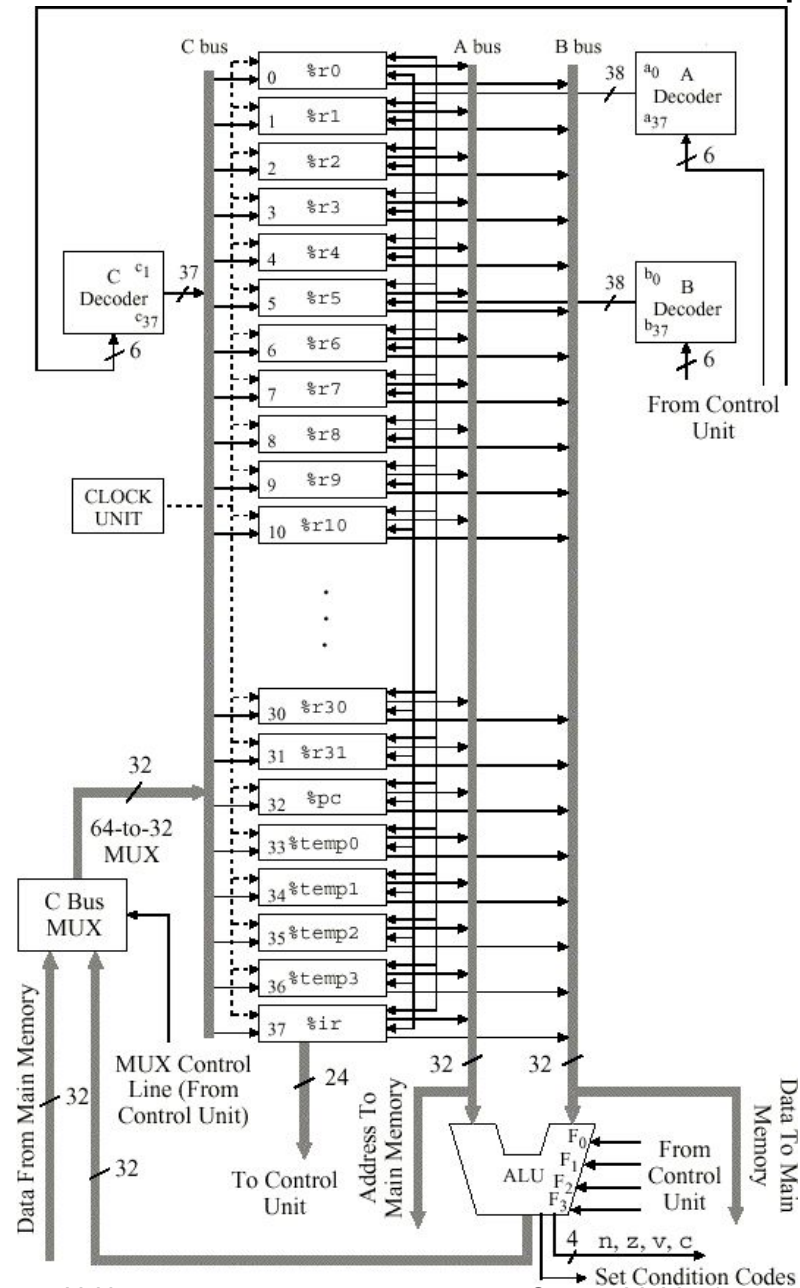 C bus
A bus
B bus
0 %r0
1 %r1
2 %r2
3 %r3
4 %r4
5 %r5
6 %r6
7 %r7
8 %r8
9 %r9
10 %r10
30 %r30
31 %r31
32 %pc
33 %temp0
34 %temp1
35 %temp2
36 %temp3
37 %ir
38
a0 A
Decoder
a37
6
C c1
Decoder
c37
37
6
38
b0 B
Decoder
b37
6
From Control
Unit
CLOCK
UNIT
32
64-to-32
MUX
C Bus
MUX
MUX Control
Line (From
Control Unit)
Data From Main Memory
32
32
24
To Control
Unit
32
32
Address To
Main Memory
Data To Main
Memory
ALU
F0
F1
F2
F3
From
Control
Unit
4 n, z, v, c
Set Condition Codes